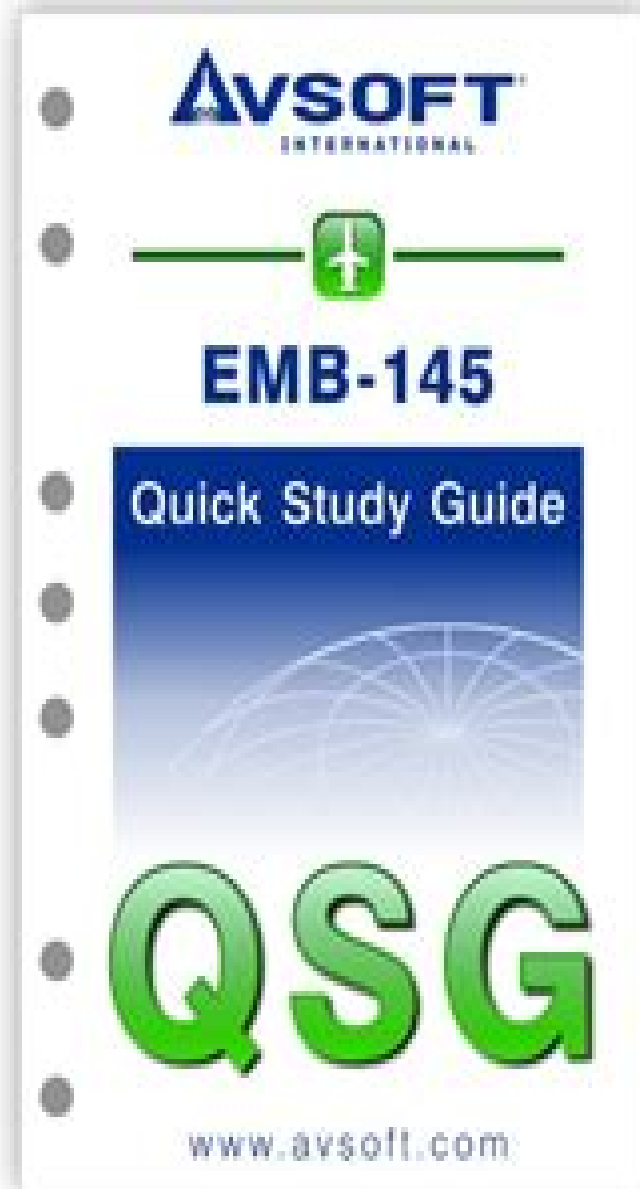 AVSOFT
INTERNATIONAL
EMB-145
Quick Study Guide
QSG
www.avsoft.com